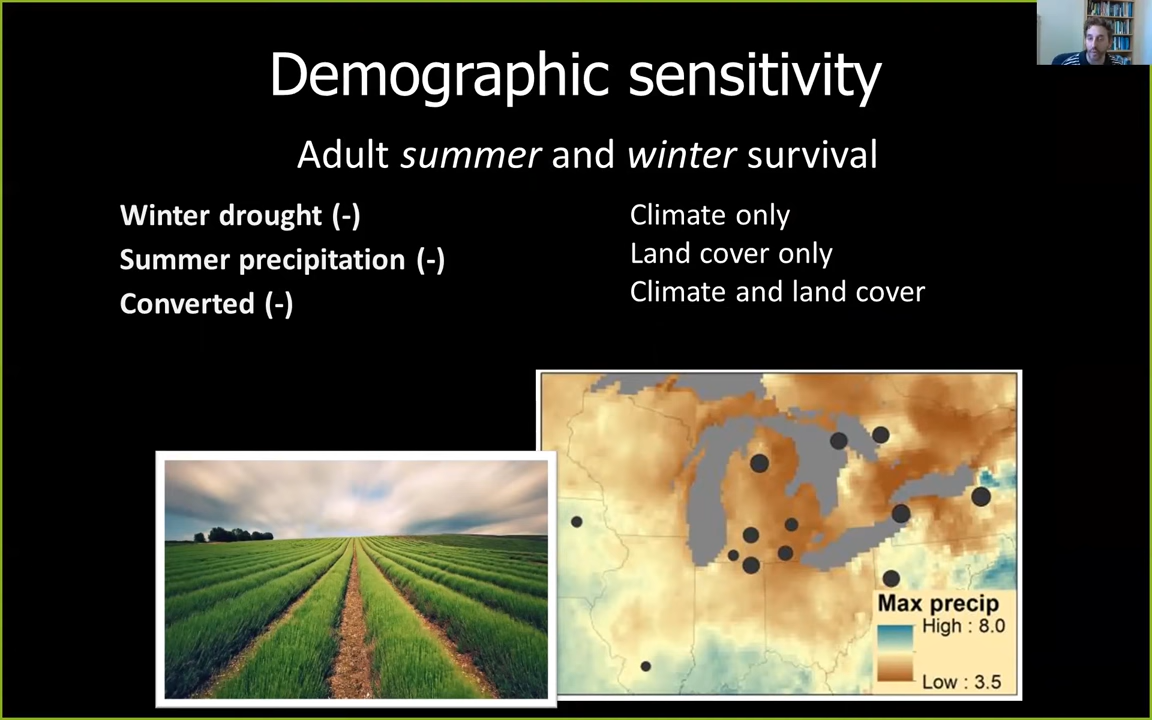 Demographic sensitivity
Adult summer and winter survival
Winter drought (-)
Summer precipitation (-)
Converted (-)
Climate only
Land cover only
Climate and land cover
Max precip
High : 8.0
Low : 3.5